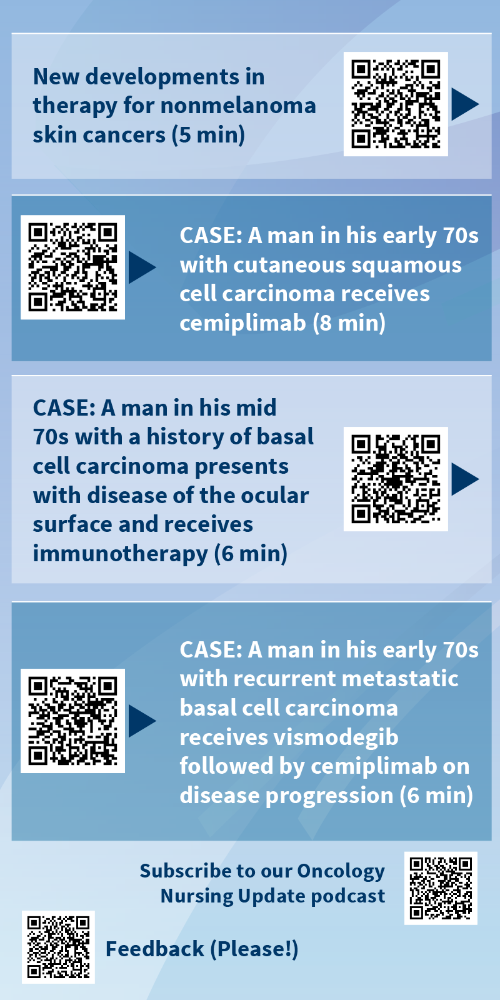 New developments in
therapy for nonmelanoma
skin cancers (5 min)
CASE: A man in his early 70s
with cutaneous squamous
cell carcinoma receives
cemiplimab (8 min)
CASE: A man in his mid
70s with a history of basal
cell carcinoma presents
with disease of the ocular
surface and receives
immunotherapy (6 min)
CASE: A man in his early 70s
with recurrent metastatic
basal cell carcinoma
receives vismodegib
followed by cemiplimab on
disease progression (6 min)
Subscribe to our Oncology
Nursing Update podcast
Feedback (Please!)